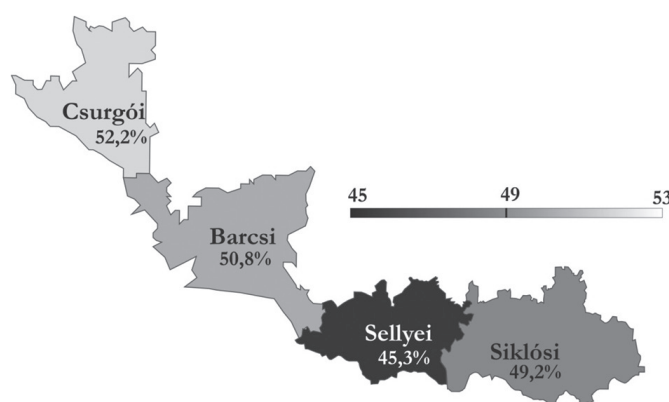 Csurgói
52,2%
45
49
53
Barcsi
50,8%
Sellyei
45,3%
Siklósi
49,2%